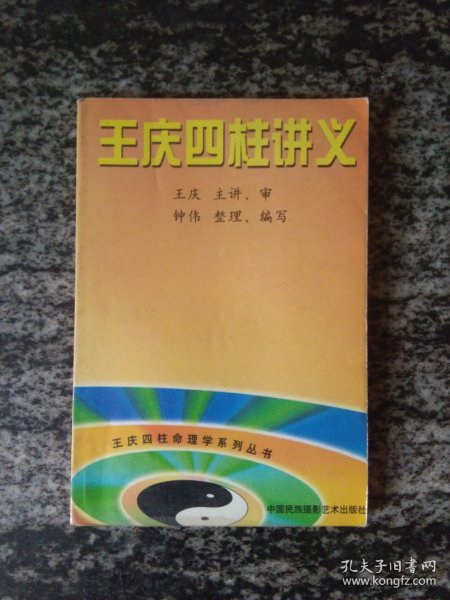 王庆四柱讲义
王庆 主讲、审
钟伟 整理、编写
王庆四柱命理学系列丛书
中国民族摄影艺术出版社
孔夫子旧书网
www.kongfz.com